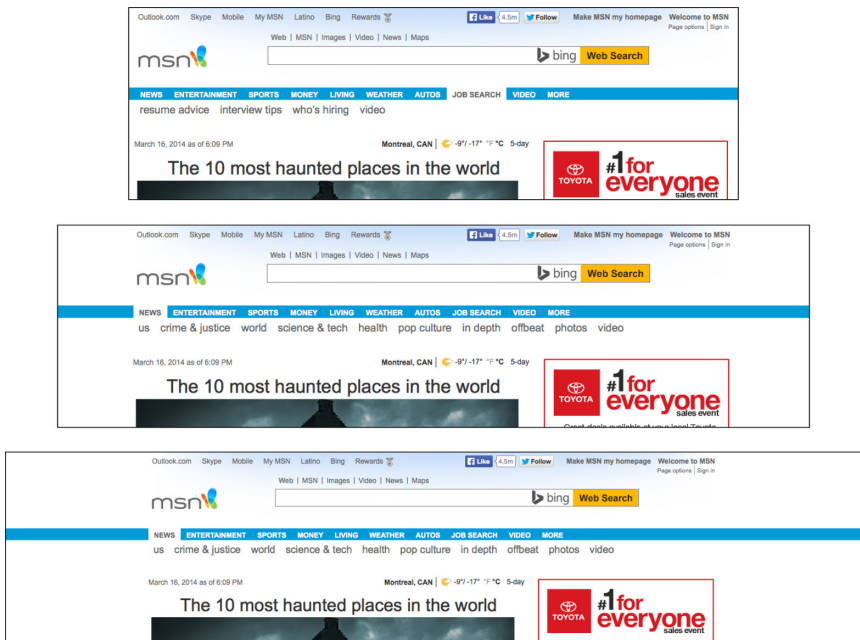 Outlook.com Skype Mobile My MSN Latino Bing Rewards Like 4.5m Follow Make MSN my homepage Welcome to MSN
Page options | Sign in
Web | MSN | Images | Video | News | Maps
msn bing Web Search
NEWS ENTERTAINMENT SPORTS MONEY LIVING WEATHER AUTOS JOB SEARCH VIDEO MORE
resume advice interview tips who's hiring video
March 16, 2014 as of 6:09 PM Montreal, CAN | -9°/ -17° °F °C 5-day
The 10 most haunted places in the world
TOYOTA #1 for everyone
sales event
Outlook.com Skype Mobile My MSN Latino Bing Rewards Like 4.5m Follow Make MSN my homepage Welcome to MSN
Page options | Sign in
Web | MSN | Images | Video | News | Maps
msn bing Web Search
NEWS ENTERTAINMENT SPORTS MONEY LIVING WEATHER AUTOS JOB SEARCH VIDEO MORE
us crime & justice world science & tech health pop culture in depth offbeat photos video
March 16, 2014 as of 6:09 PM Montreal, CAN | -9°/ -17° °F °C 5-day
The 10 most haunted places in the world
TOYOTA #1 for everyone
sales event
Great deals available at your local Toyota
Outlook.com Skype Mobile My MSN Latino Bing Rewards Like 4.5m Follow Make MSN my homepage Welcome to MSN
Page options | Sign in
Web | MSN | Images | Video | News | Maps
msn bing Web Search
NEWS ENTERTAINMENT SPORTS MONEY LIVING WEATHER AUTOS JOB SEARCH VIDEO MORE
us crime & justice world science & tech health pop culture in depth offbeat photos video
March 16, 2014 as of 6:09 PM Montreal, CAN | -9°/ -17° °F °C 5-day
The 10 most haunted places in the world
TOYOTA #1 for everyone
sales event